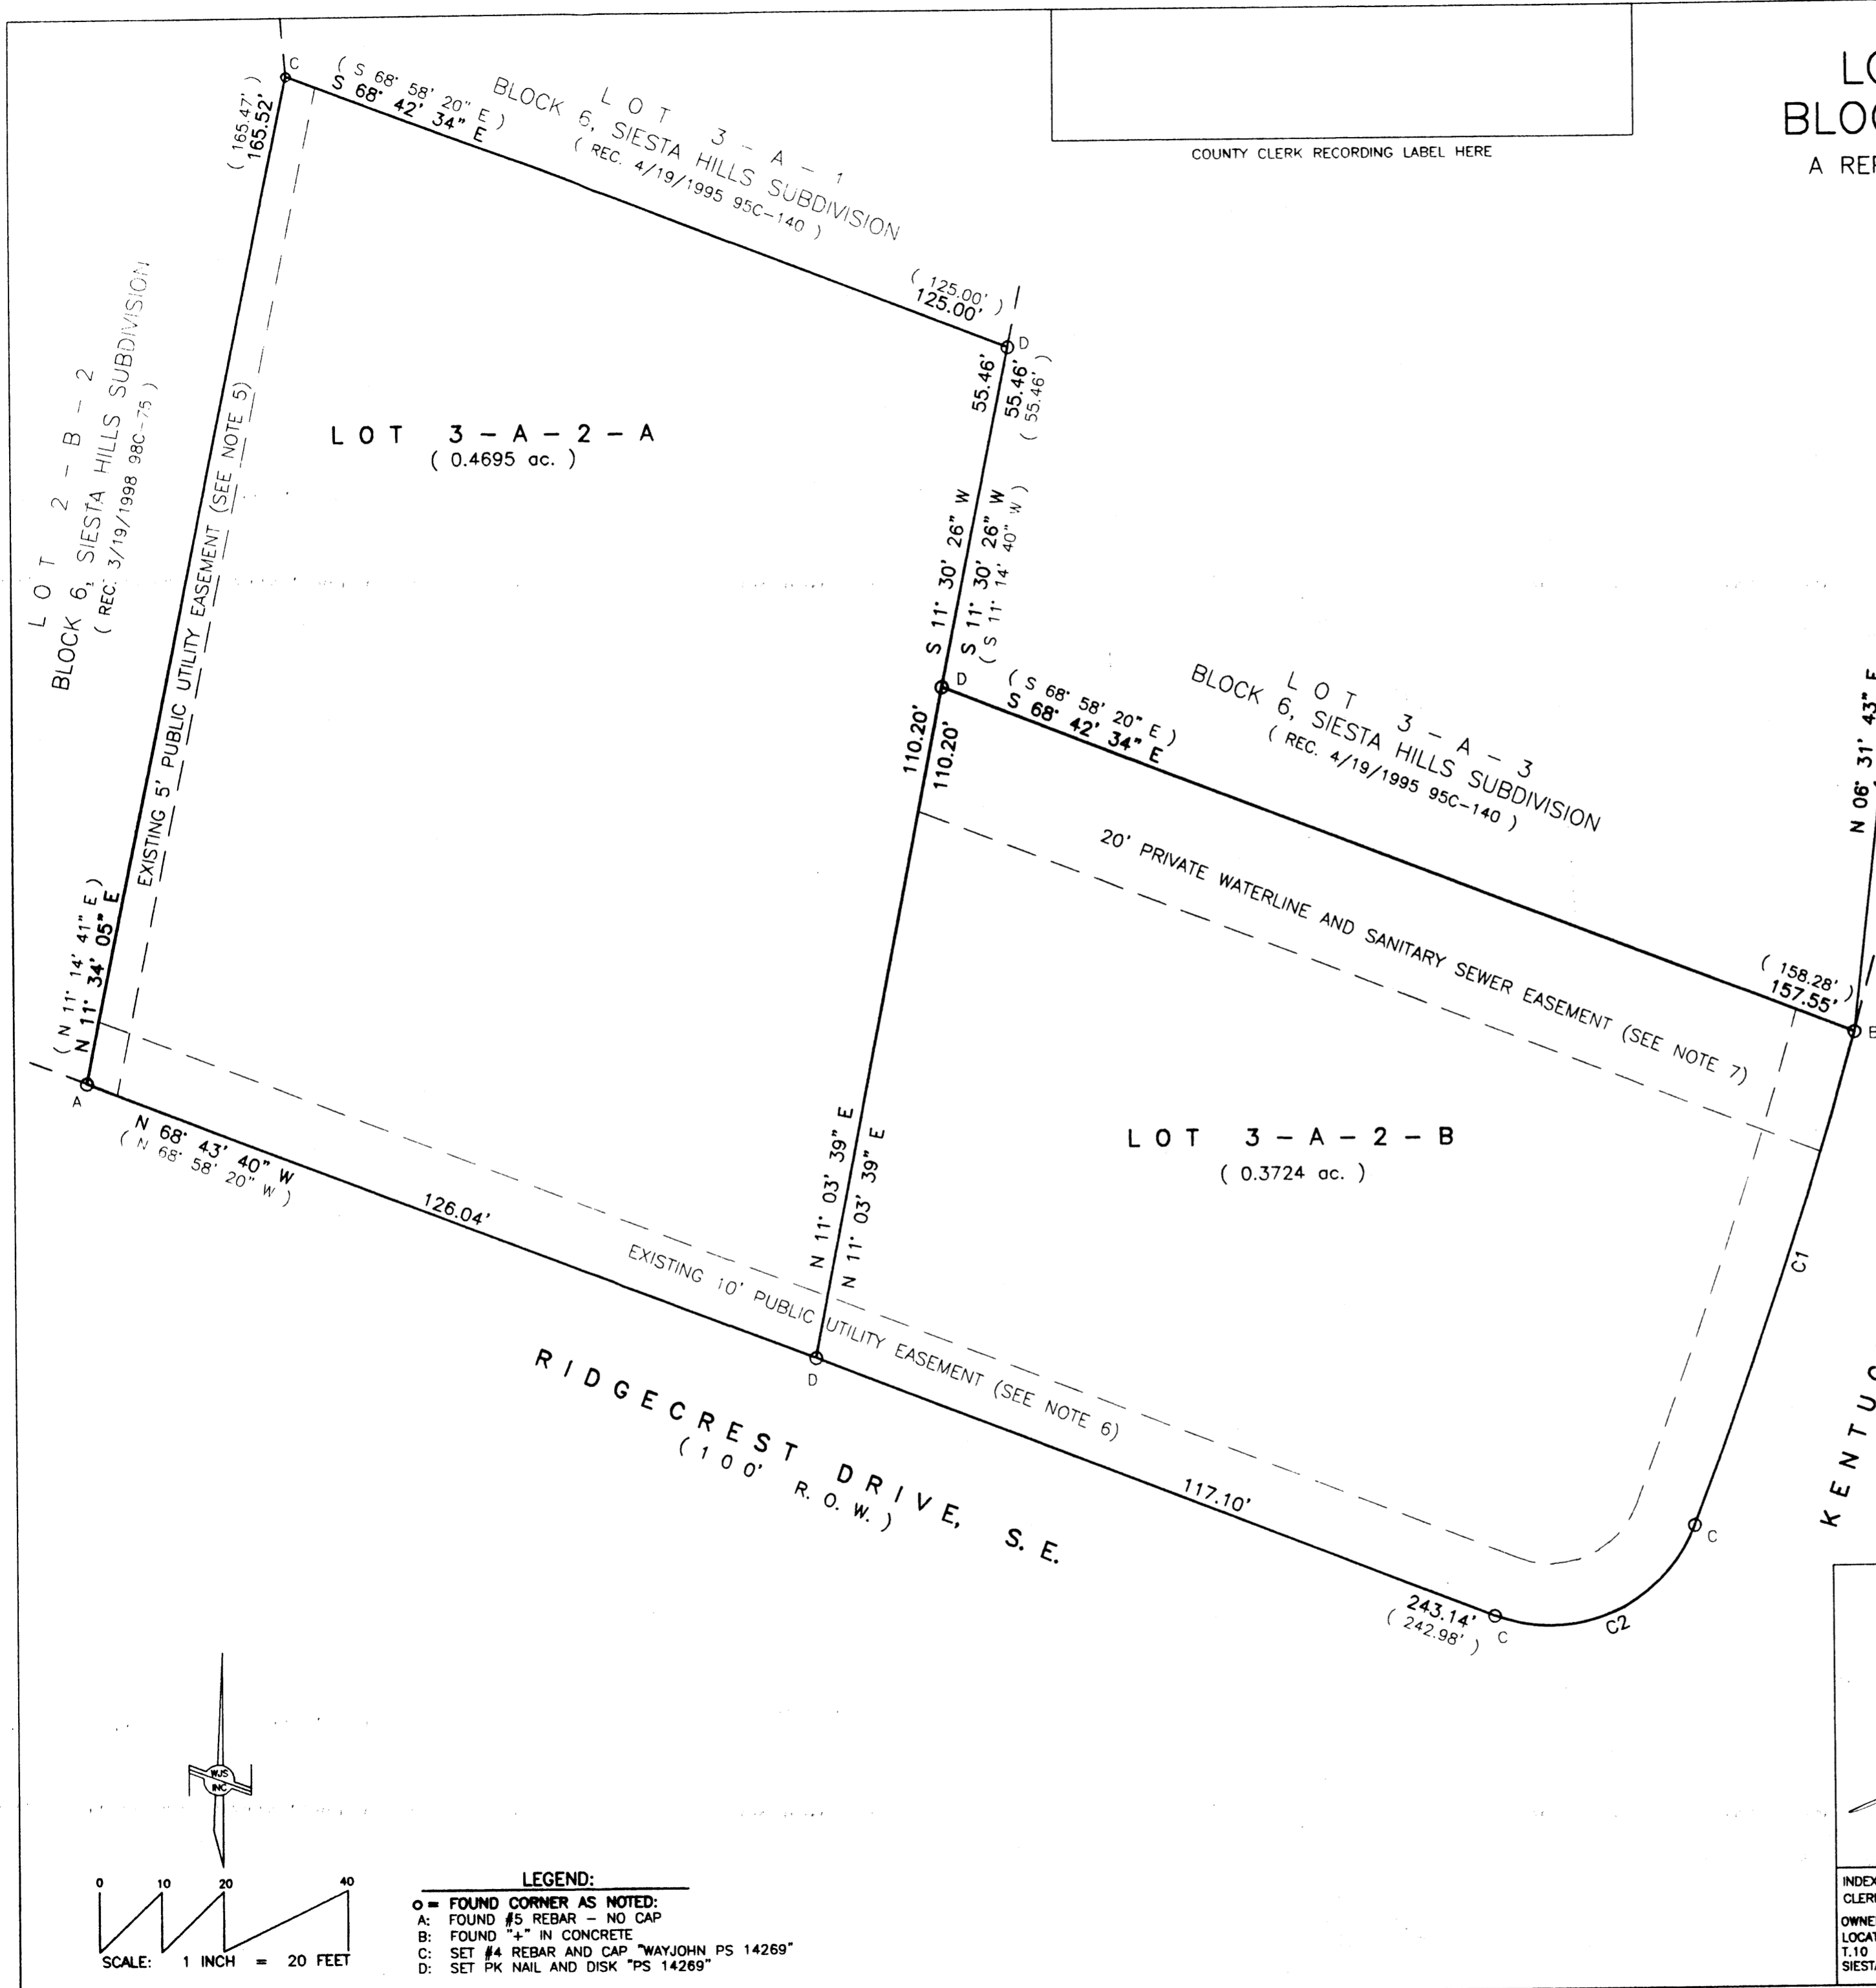 LO
BLOC
A REP
COUNTY CLERK RECORDING LABEL HERE
C
( S 68° 58' 20" E )
S 68° 42' 34" E
L O T 3 - A - 1
BLOCK 6, SIESTA HILLS SUBDIVISION
( REC. 4/19/1995 95C-140 )
( 165.47' )
165.52'
( 125.00' )
125.00'
D
55.46'
55.46'
( 55.46' )
L O T 2 - B - 2
BLOCK 6, SIESTA HILLS SUBDIVISION
( REC. 3/19/1998 98C-75 )
EXISTING 5' PUBLIC UTILITY EASEMENT (SEE NOTE 5)
L O T 3 - A - 2 - A
( 0.4695 ac. )
S 11° 30' 26" W
S 11° 30' 26" W
( S 11° 14' 40" W )
D
( S 68° 58' 20" E )
S 68° 42' 34" E
L O T 3 - A - 3
BLOCK 6, SIESTA HILLS SUBDIVISION
( REC. 4/19/1995 95C-140 )
N 06° 31' 43" E
110.20'
110.20'
20' PRIVATE WATERLINE AND SANITARY SEWER EASEMENT (SEE NOTE 7)
( 158.28' )
157.55'
B
( N 11° 14' 41" E )
N 11° 34' 05" E
A
N 68° 43' 40" W
( N 68° 58' 20" W )
126.04'
N 11° 03' 39" E
N 11° 03' 39" E
L O T 3 - A - 2 - B
( 0.3724 ac. )
C1
EXISTING 10' PUBLIC UTILITY EASEMENT (SEE NOTE 6)
D
RIDGECREST DRIVE, S. E.
( 1 0 0' R. O. W. )
117.10'
KENTUC
C
243.14'
( 242.98' )
C
C2
WJS
INC
0 10 20 40
SCALE: 1 INCH = 20 FEET
LEGEND:
o = FOUND CORNER AS NOTED:
A: FOUND #5 REBAR - NO CAP
B: FOUND "+" IN CONCRETE
C: SET #4 REBAR AND CAP "WAYJOHN PS 14269"
D: SET PK NAIL AND DISK "PS 14269"
INDEX
CLERK
OWNE
LOCAT
T.10
SIESTA